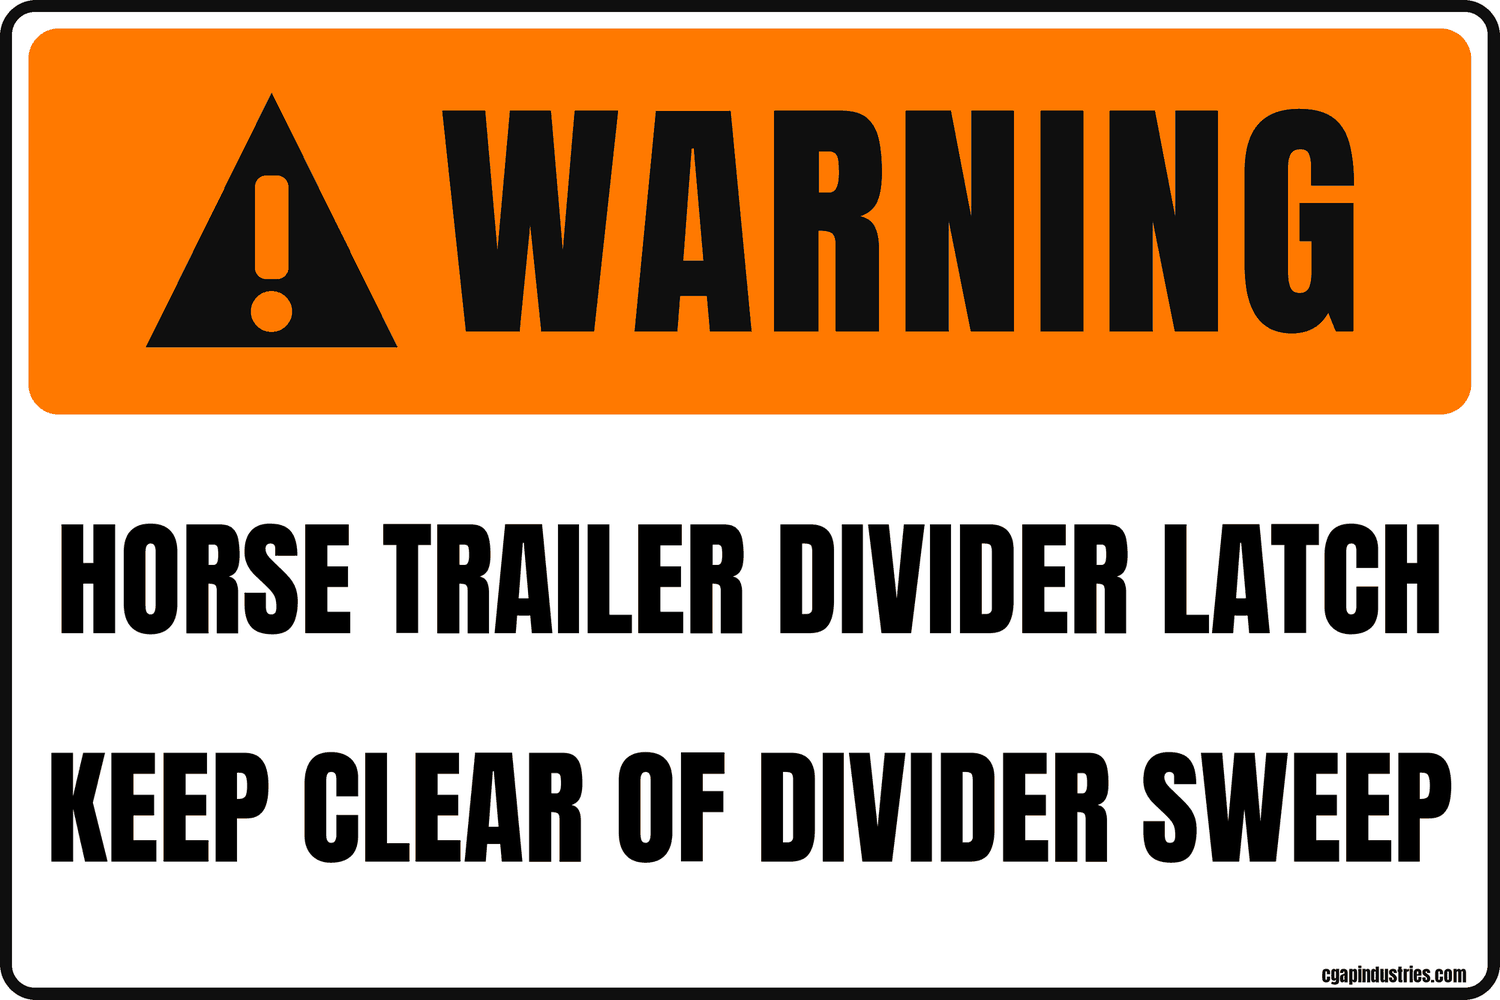 WARNING
HORSE TRAILER DIVIDER LATCH
KEEP CLEAR OF DIVIDER SWEEP
cgapindustries.com